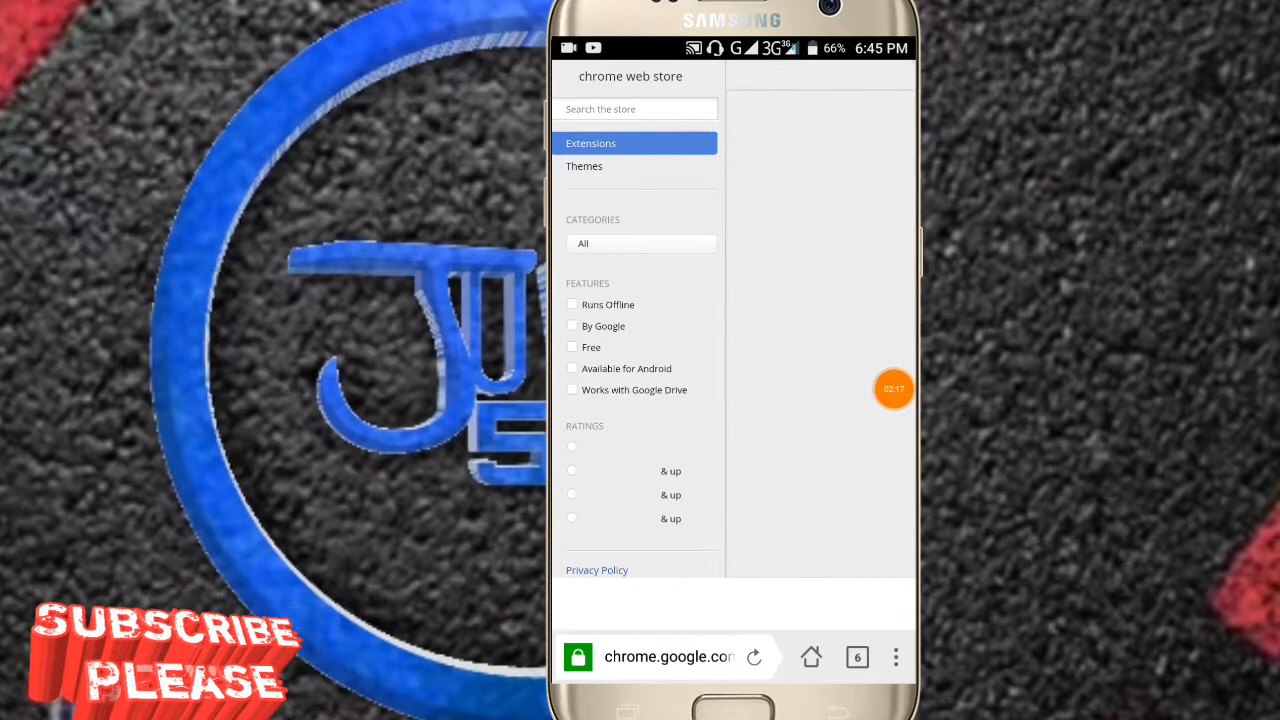 SAMSUNG
G 3G 3G 66% 6:45 PM
chrome web store
Search the store
Extensions
Themes
CATEGORIES
All
FEATURES
Runs Offline
By Google
Free
Available for Android
Works with Google Drive
RATINGS
& up
& up
& up
Privacy Policy
02:17
chrome.google.con
6
SUBSCRIBE
PLEASE